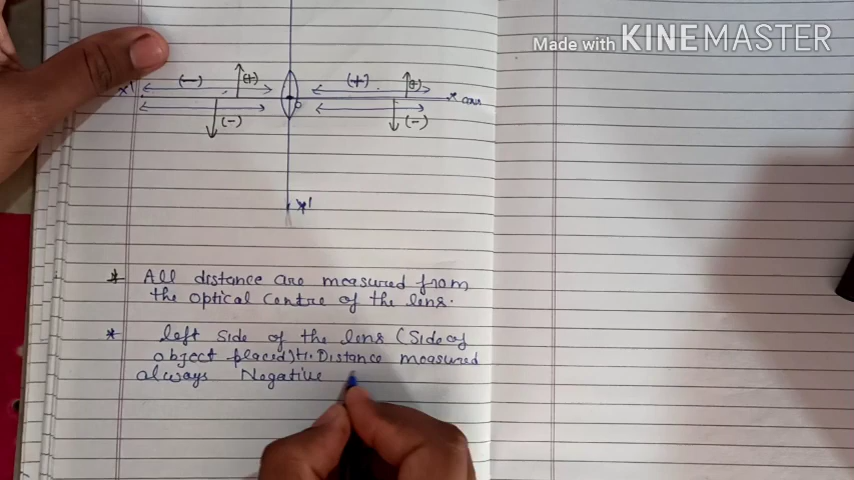 Made with KINEMASTER
x' (-) (+) (+) (+)
x axis
(-) (-)
All distance are measured from
the optical centre of the lens.
left side of the lens (Side of
object placed) Distance measured
always Negative